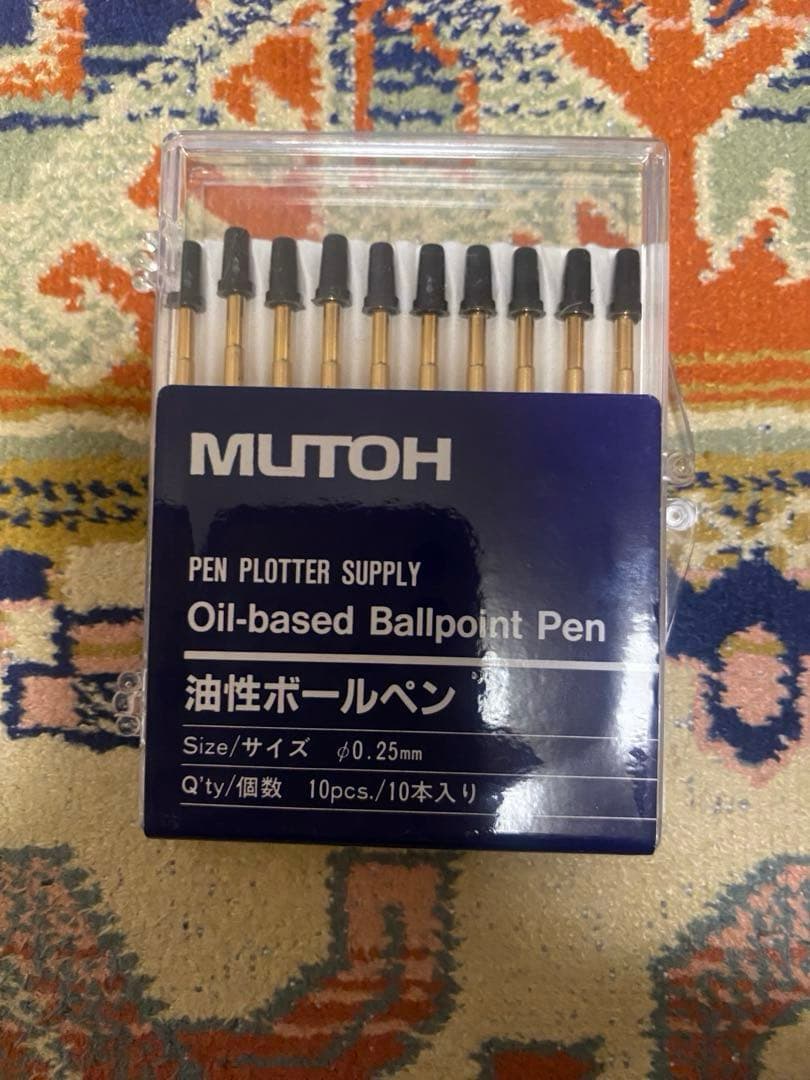 MUTOH
PEN PLOTTER SUPPLY
Oil-based Ballpoint Pen
油性ボールペン
Size/サイズ φ0.25mm
Q'ty/個数 10pcs./10本入り